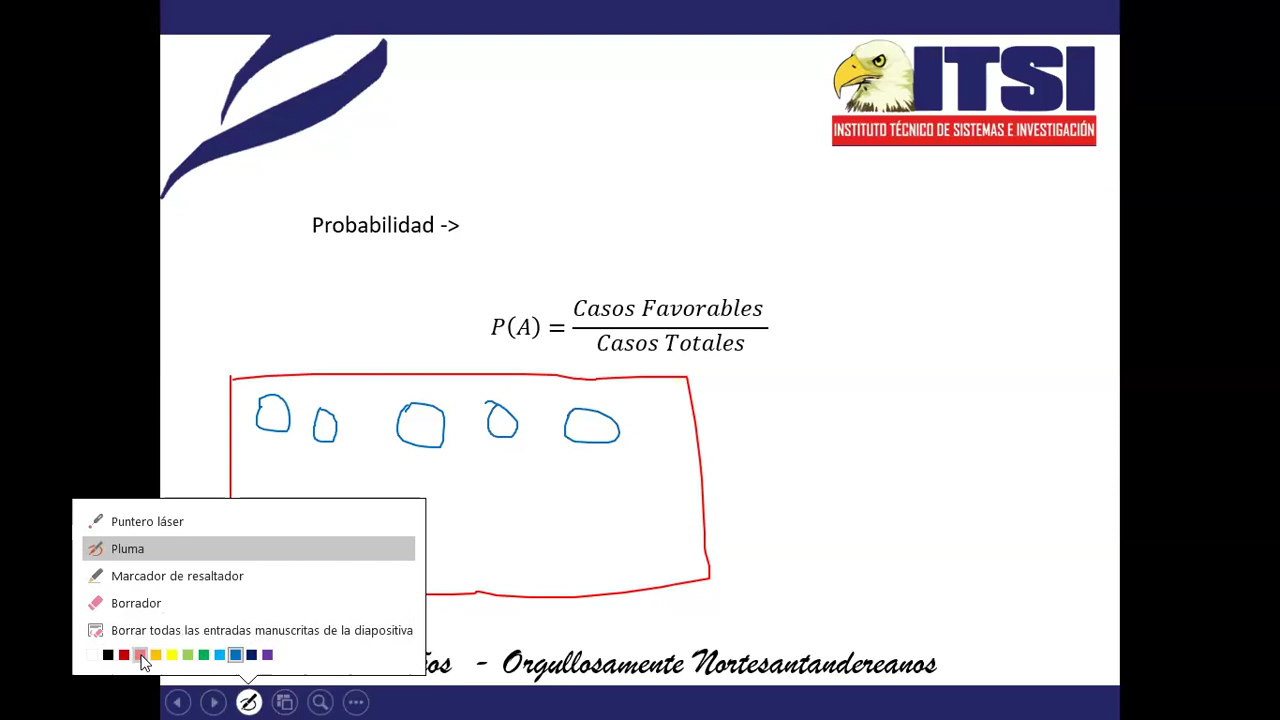 ITSI
INSTITUTO TÉCNICO DE SISTEMAS E INVESTIGACIÓN
Probabilidad ->
P(A) = Casos Favorables
Casos Totales
Puntero láser
Pluma
Marcador de resaltador
Borrador
Borrar todas las entradas manuscritas de la diapositiva
- Orgullosamente Nortesantandereanos